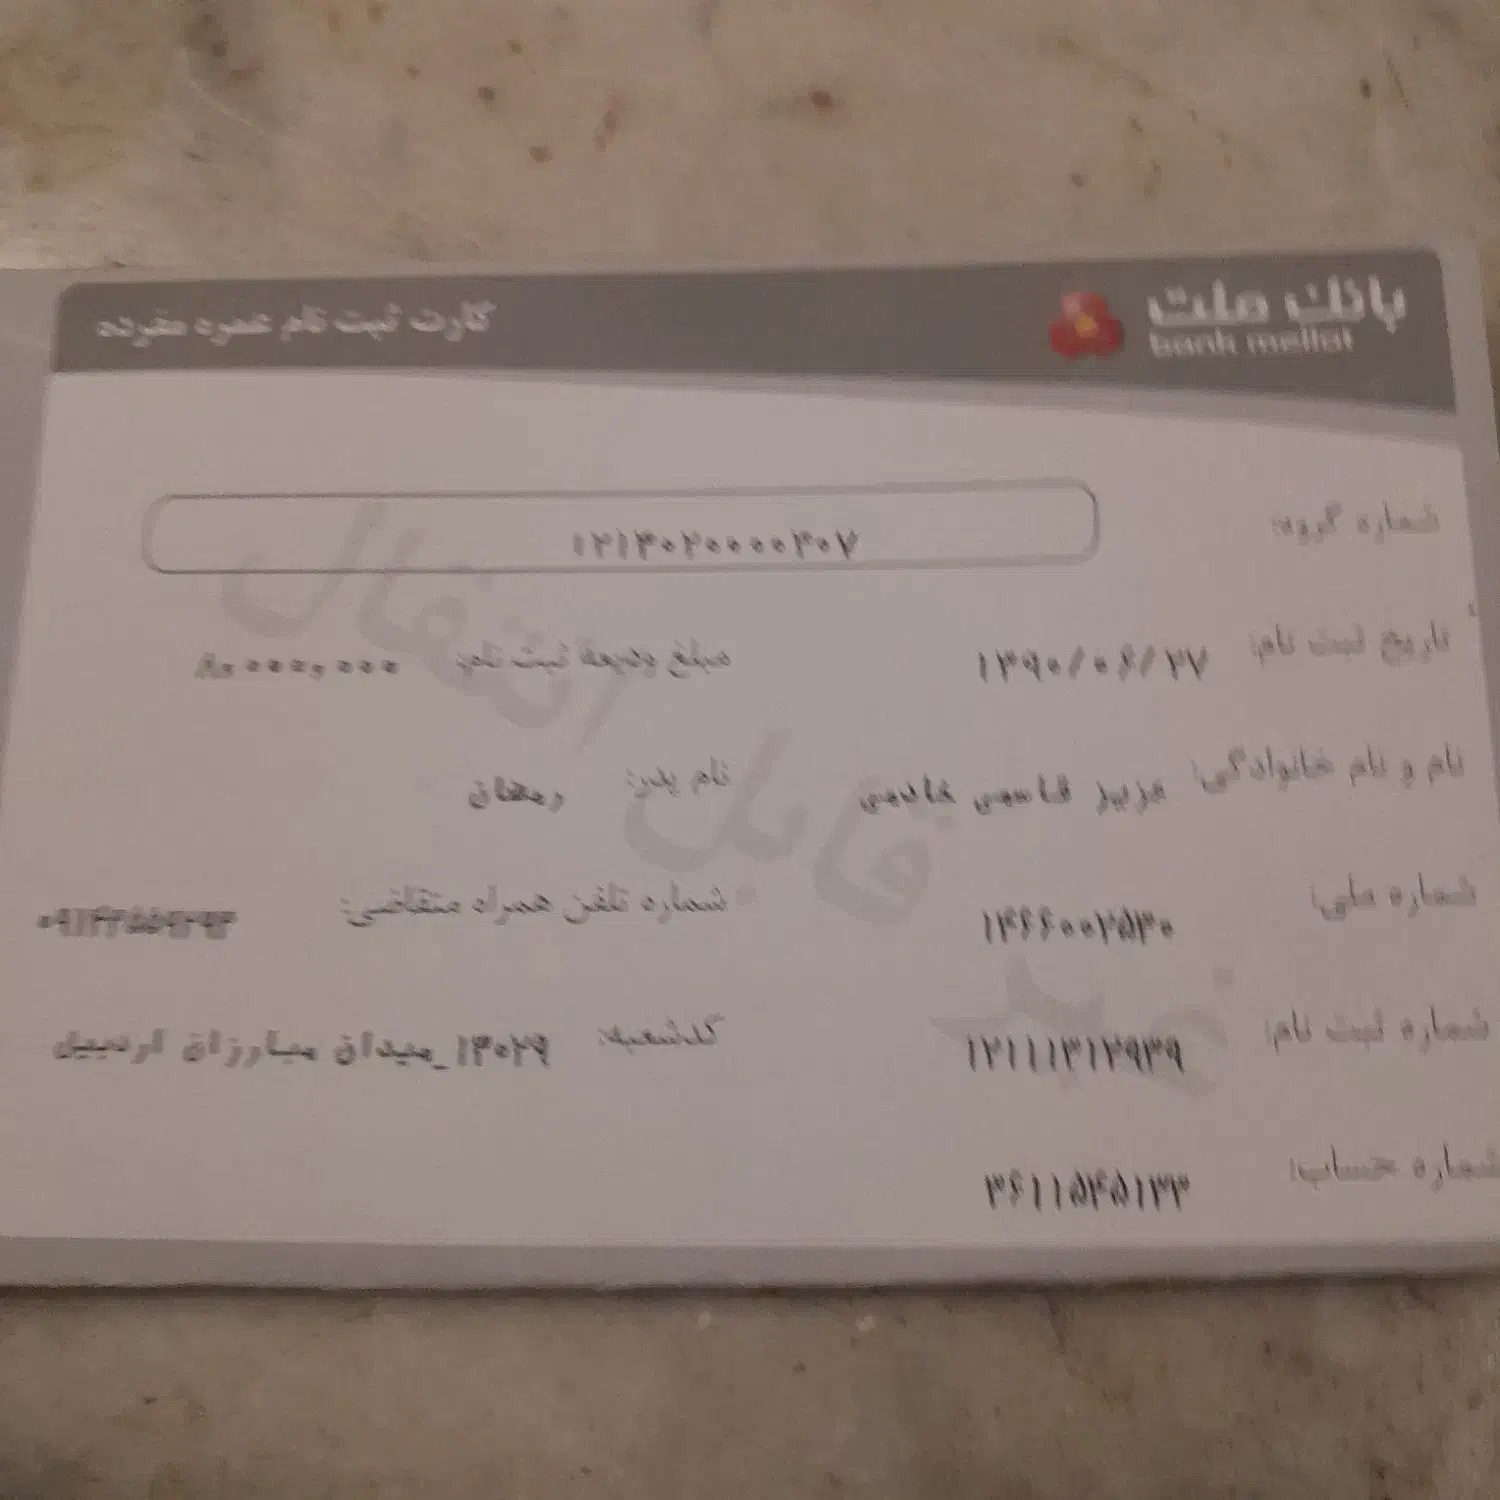 بانک ملت
bank mellat
کارت ثبت نام عمره مفرده
شماره گروه: ۱۲۱۳۰۲۰۰۰۰۳۰۷
تاریخ ثبت نام: ۱۳۹۰/۰۶/۲۷ مبلغ ودیعه ثبت نام:
نام و نام خانوادگی: عزیز قاسمی خادمی نام پدر: رمضان
شماره ملی: ۱۴۶۶۰۰۲۵۳۰ شماره تلفن همراه متقاضی:
شماره ثبت نام: ۱۲۱۱۱۳۱۲۹۳۹ کدشعبه: ۱۳۰۲۹_میدان مبارزان اردبیل
شماره حساب: ۳۶۱۱۵۴۵۱۳۳
غیر قابل انتقال